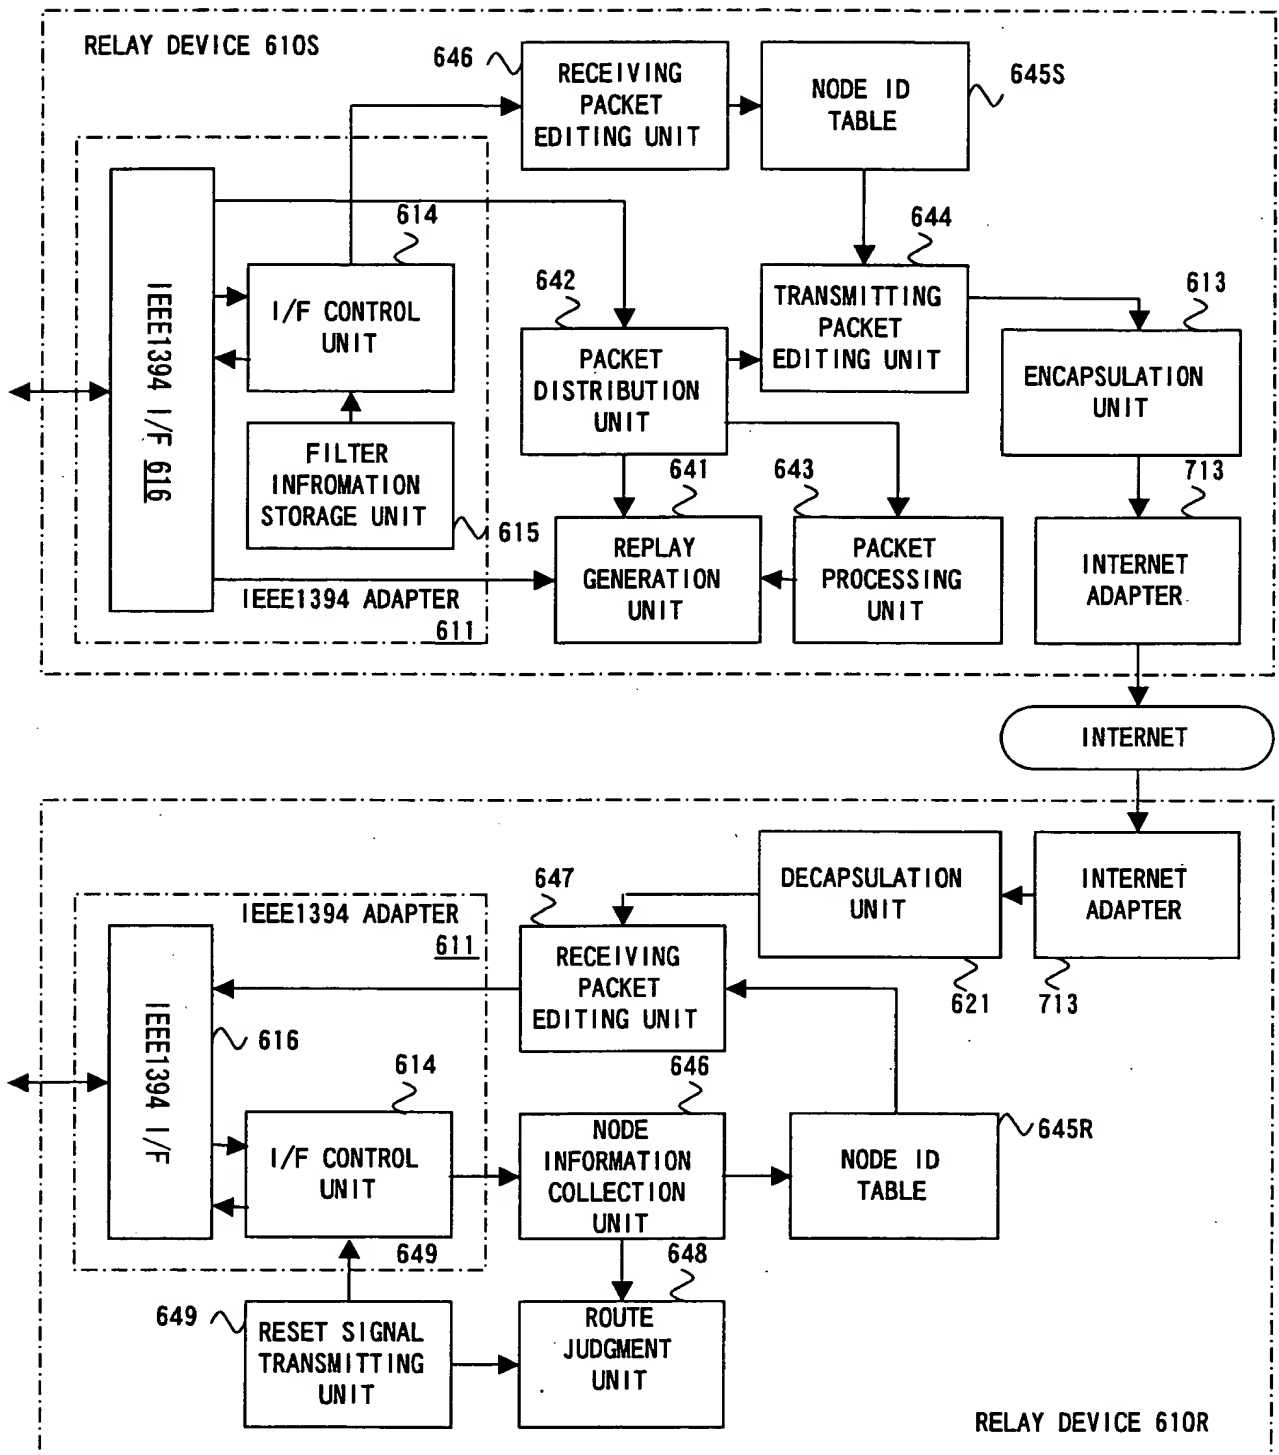 RELAY DEVICE 610S
646
RECEIVING
PACKET
EDITING UNIT
NODE ID
TABLE
645S
IEEE1394 I/F 616
614
I/F CONTROL
UNIT
FILTER
INFROMATION
STORAGE UNIT
615
IEEE1394 ADAPTER
611
642
PACKET
DISTRIBUTION
UNIT
644
TRANSMITTING
PACKET
EDITING UNIT
613
ENCAPSULATION
UNIT
641
REPLAY
GENERATION
UNIT
643
PACKET
PROCESSING
UNIT
713
INTERNET
ADAPTER
INTERNET
INTERNET
ADAPTER
713
DECAPSULATION
UNIT
621
647
RECEIVING
PACKET
EDITING UNIT
IEEE1394 ADAPTER
611
IEEE1394 I/F
616
614
I/F CONTROL
UNIT
649
646
NODE
INFORMATION
COLLECTION
UNIT
NODE ID
TABLE
645R
649
RESET SIGNAL
TRANSMITTING
UNIT
648
ROUTE
JUDGMENT
UNIT
RELAY DEVICE 610R